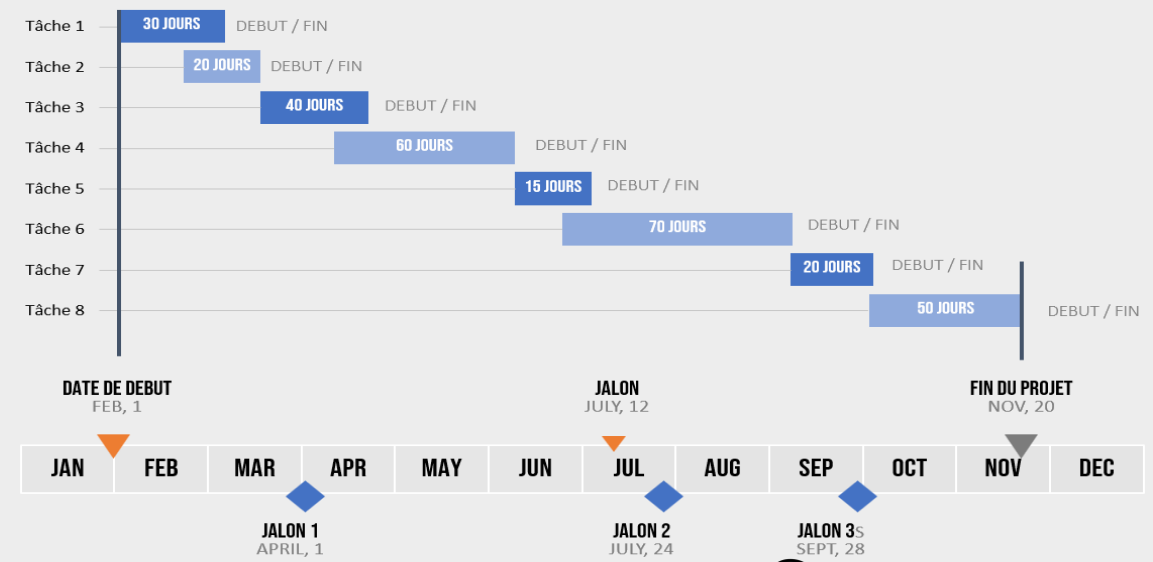 Tâche 1 30 JOURS DEBUT / FIN
Tâche 2 20 JOURS DEBUT / FIN
Tâche 3 40 JOURS DEBUT / FIN
Tâche 4 60 JOURS DEBUT / FIN
Tâche 5 15 JOURS DEBUT / FIN
Tâche 6 70 JOURS DEBUT / FIN
Tâche 7 20 JOURS DEBUT / FIN
Tâche 8 50 JOURS DEBUT / FIN
DATE DE DEBUT JALON FIN DU PROJET
FEB, 1 JULY, 12 NOV, 20
JAN FEB MAR APR MAY JUN JUL AUG SEP OCT NOV DEC
JALON 1 JALON 2 JALON 3S
APRIL, 1 JULY, 24 SEPT, 28